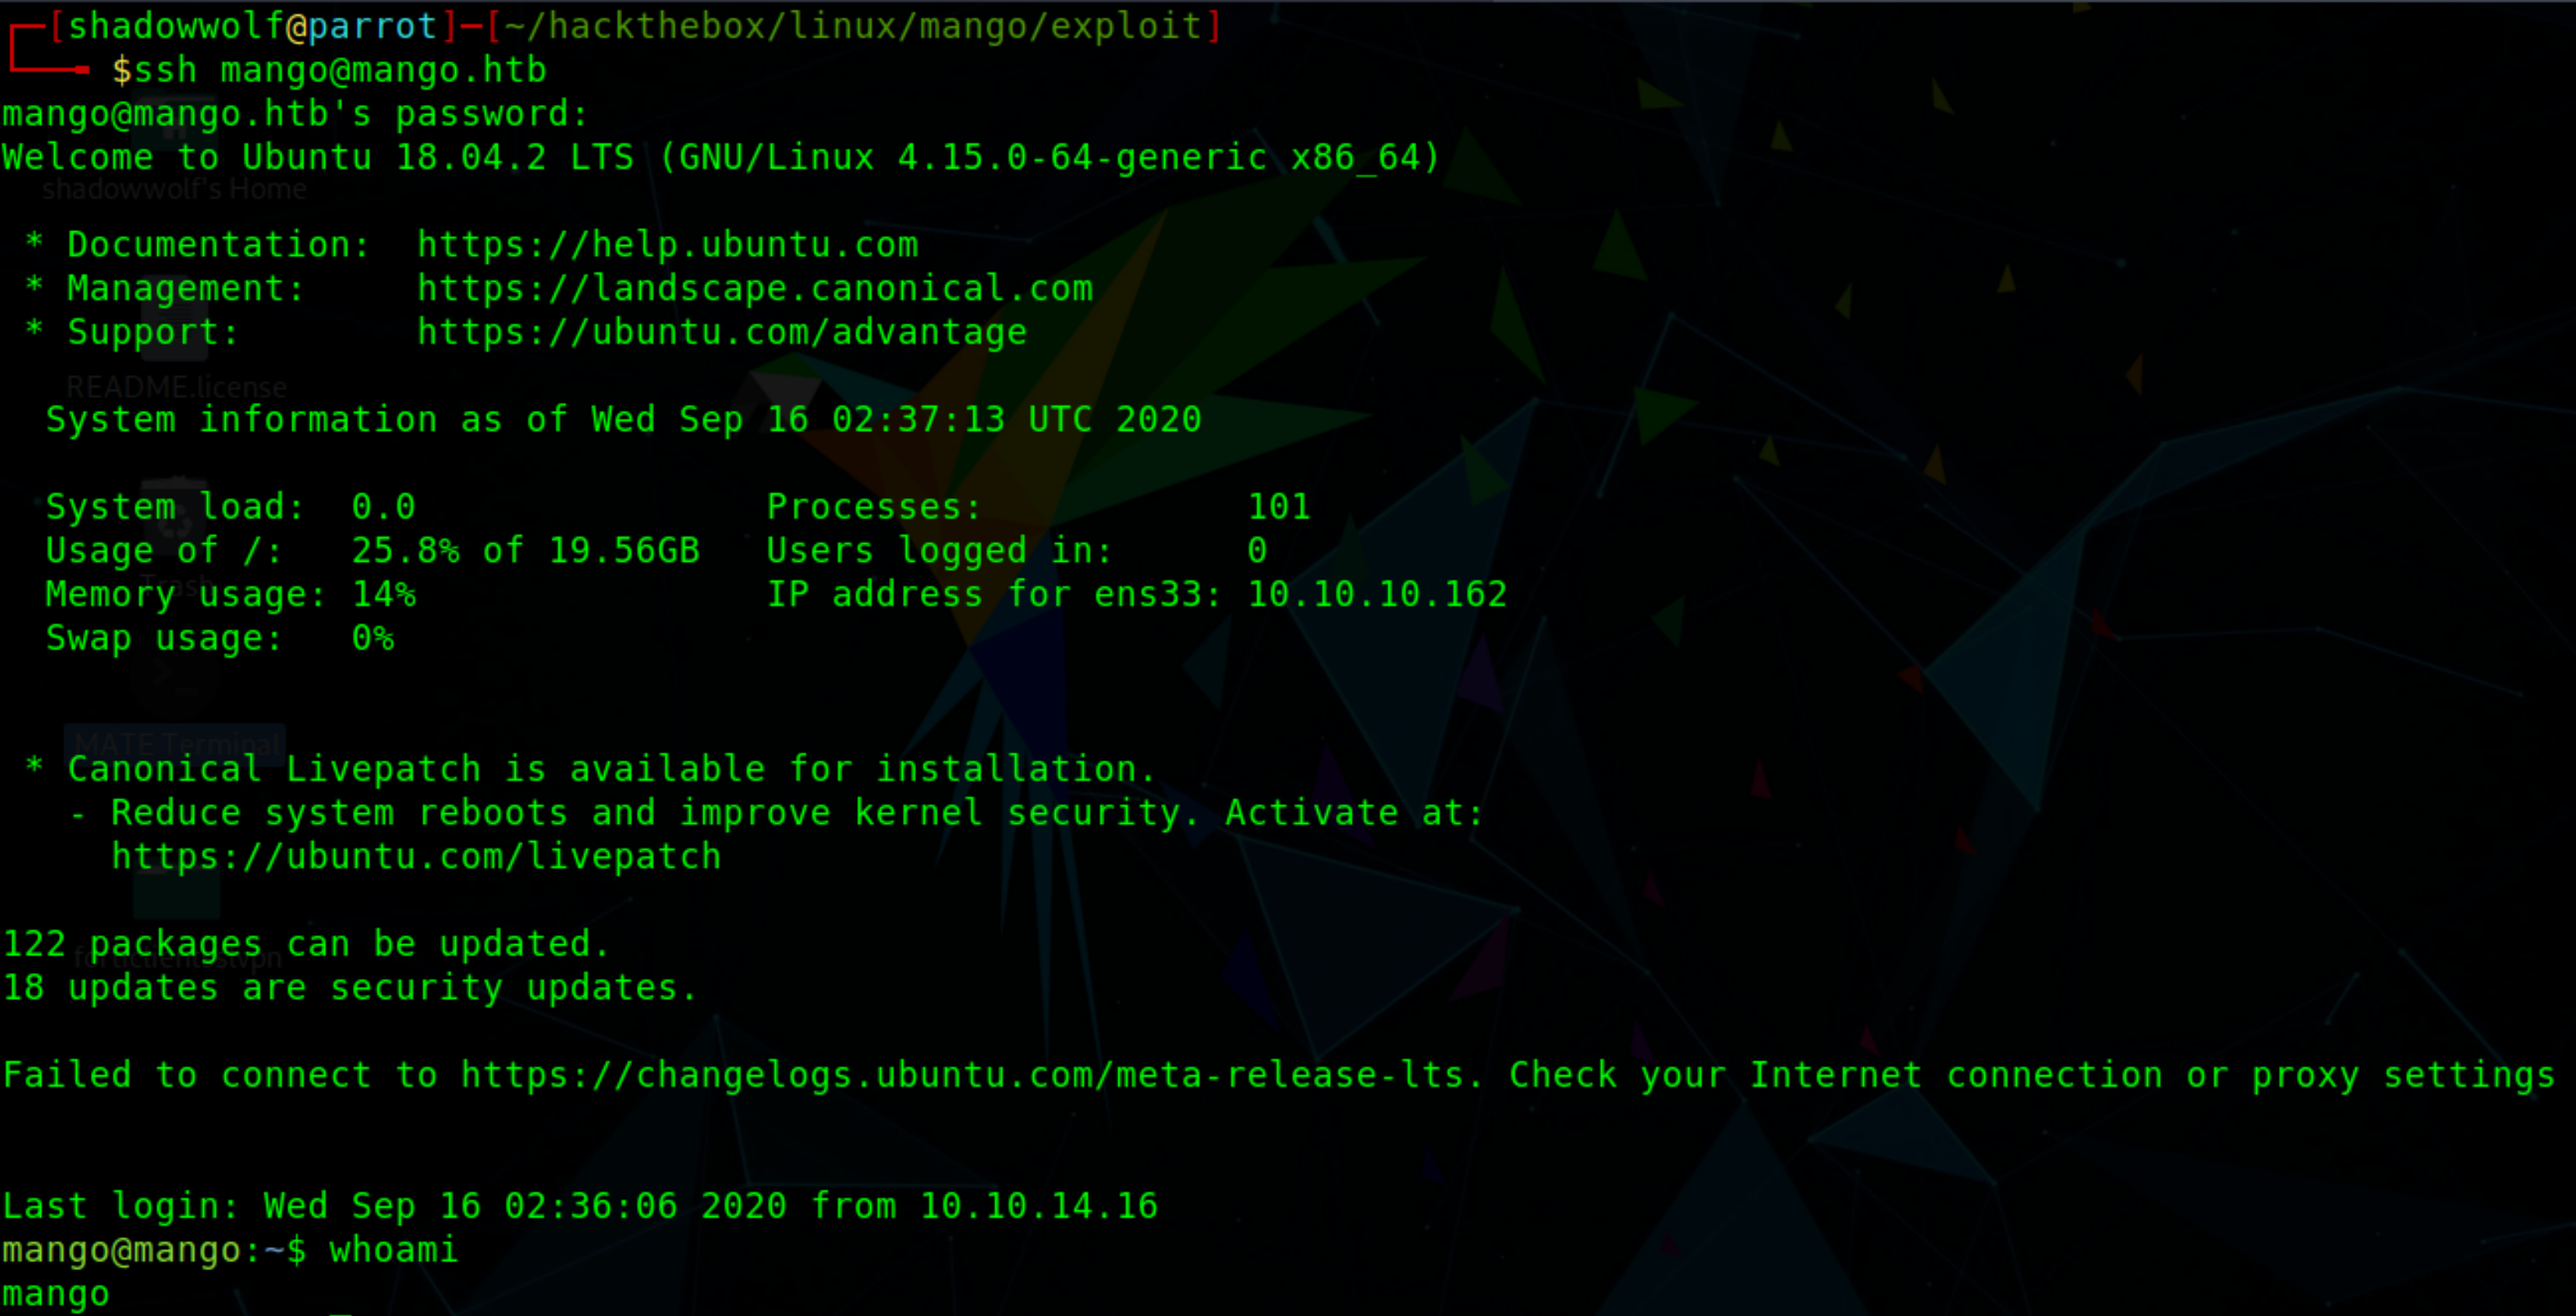 [shadowwolf@parrot]─[~/hackthebox/linux/mango/exploit]
$ssh mango@mango.htb
mango@mango.htb's password:
Welcome to Ubuntu 18.04.2 LTS (GNU/Linux 4.15.0-64-generic x86_64)
shadowwolf's Home
* Documentation:  https://help.ubuntu.com
* Management:     https://landscape.canonical.com
* Support:        https://ubuntu.com/advantage
README.license
System information as of Wed Sep 16 02:37:13 UTC 2020
System load:  0.0                Processes:            101
Usage of /:   25.8% of 19.56GB   Users logged in:      0
Trash
Memory usage: 14%                IP address for ens33: 10.10.10.162
Swap usage:   0%
MATE Terminal
* Canonical Livepatch is available for installation.
- Reduce system reboots and improve kernel security. Activate at:
https://ubuntu.com/livepatch
122 packages can be updated.
18 updates are security updates.
Failed to connect to https://changelogs.ubuntu.com/meta-release-lts. Check your Internet connection or proxy settings
Last login: Wed Sep 16 02:36:06 2020 from 10.10.14.16
mango@mango:~$ whoami
mango